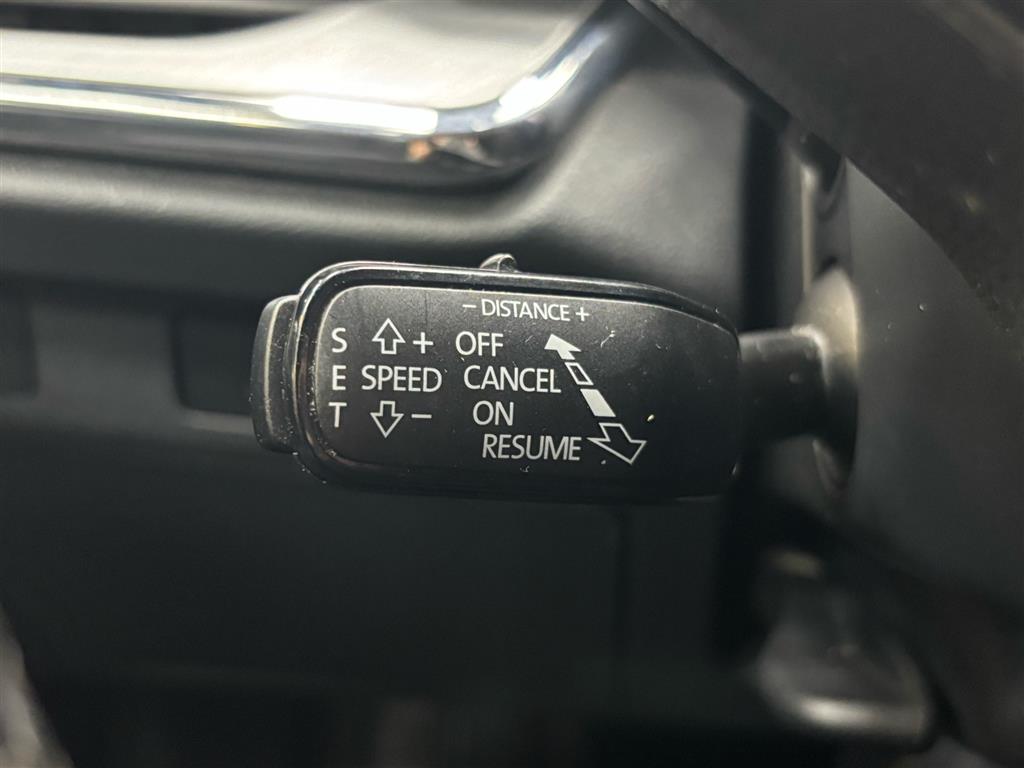 - DISTANCE +
S + OFF
E SPEED CANCEL
T - ON
RESUME